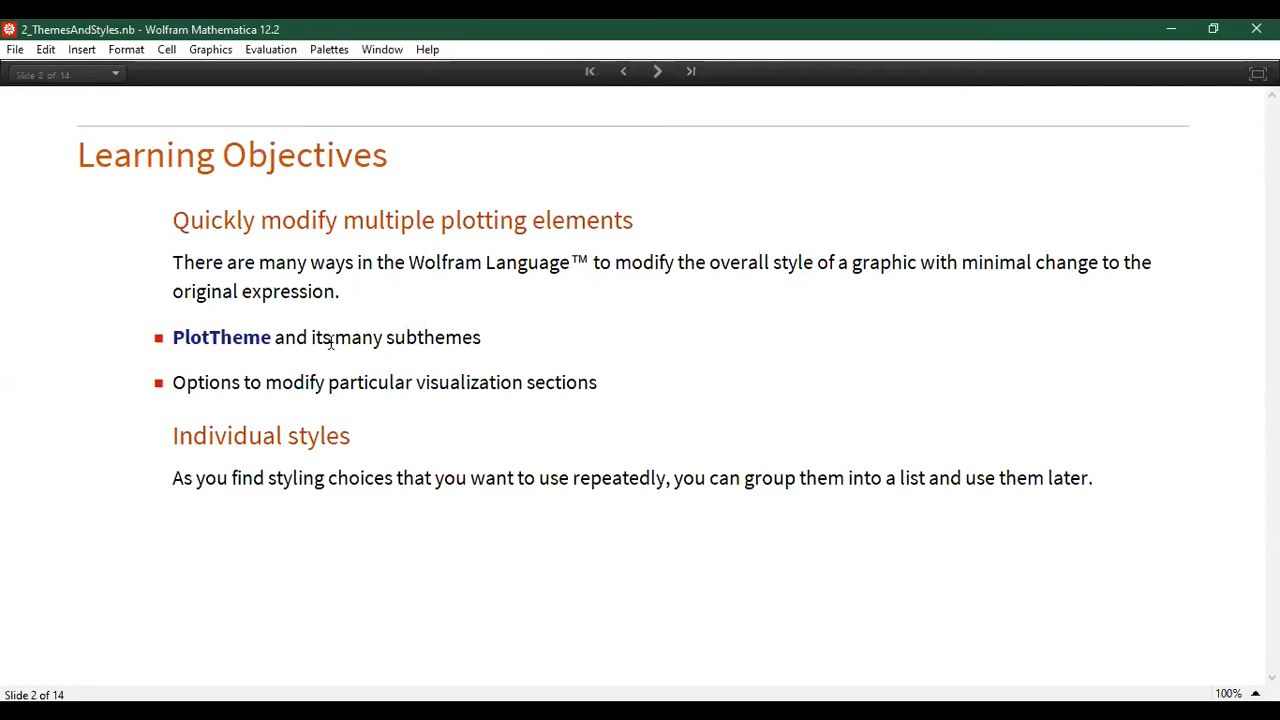 2_ThemesAndStyles.nb - Wolfram Mathematica 12.2
File Edit Insert Format Cell Graphics Evaluation Palettes Window Help
Slide 2 of 14
Learning Objectives
Quickly modify multiple plotting elements
There are many ways in the Wolfram Language™ to modify the overall style of a graphic with minimal change to the
original expression.
PlotTheme and its many subthemes
Options to modify particular visualization sections
Individual styles
As you find styling choices that you want to use repeatedly, you can group them into a list and use them later.
Slide 2 of 14
100%